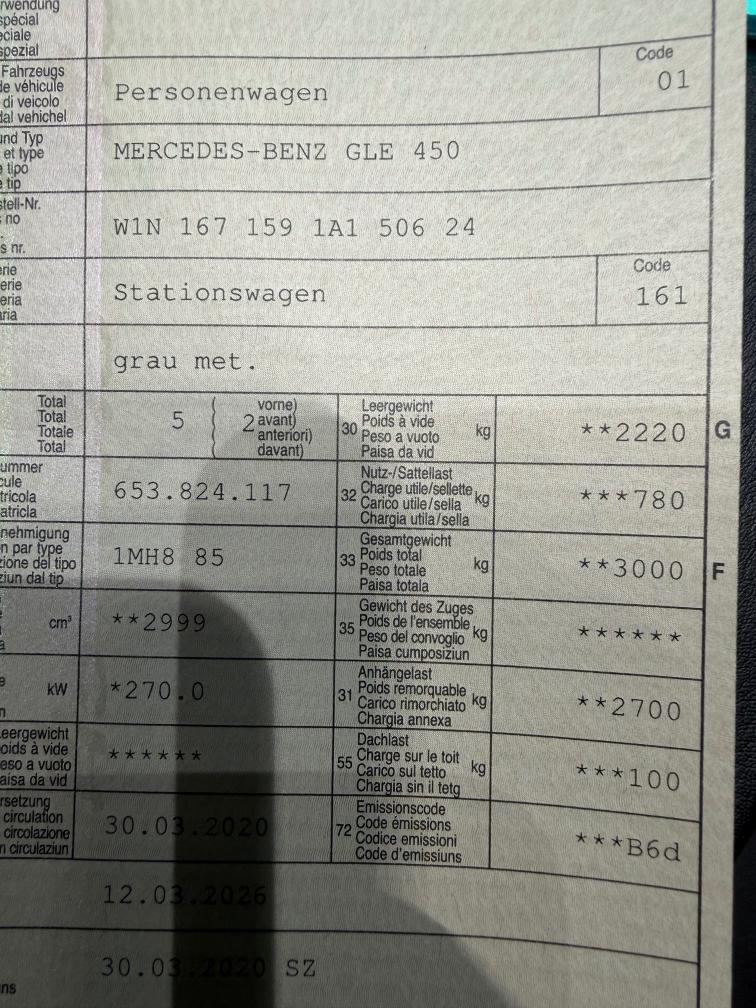 rwendung
spécial
eciale
spezial
Fahrzeugs
de véhicule
di veicolo
dal vehichel
Personenwagen
Code
01
und Typ
et type
tipo
tip
MERCEDES-BENZ GLE 450
stell-Nr.
no
s nr.
W1N 167 159 1A1 506 24
erie
erie
eria
aria
Stationswagen
Code
161
grau met.
Total
Total
Totale
Total
5
2
vorne)
avant)
anteriori)
davant)
30
Leergewicht
Poids à vide
Peso a vuoto
Paisa da vid
kg
**2220
G
ummer
cule
tricola
atricla
653.824.117
32
Nutz-/Sattellast
Charge utile/sellette
Carico utile/sella
Chargia utila/sella
kg
***780
nehmigung
n par type
zione del tipo
ziun dal tip
1MH8 85
33
Gesamtgewicht
Poids total
Peso totale
Paisa totala
kg
**3000
F
cm³
**2999
35
Gewicht des Zuges
Poids de l'ensemble
Peso del convoglio
Paisa cumposiziun
kg
******
kW
*270.0
31
Anhängelast
Poids remorquable
Carico rimorchiato
Chargia annexa
kg
**2700
Leergewicht
oids à vide
eso a vuoto
aisa da vid
******
55
Dachlast
Charge sur le toit
Carico sul tetto
Chargia sin il tetg
kg
***100
rsetzung
circulation
circolazione
n circulaziun
30.03.2020
72
Emissionscode
Code émissions
Codice emissioni
Code d'emissiuns
***B6d
12.03.2026
30.03.2020 SZ
ns